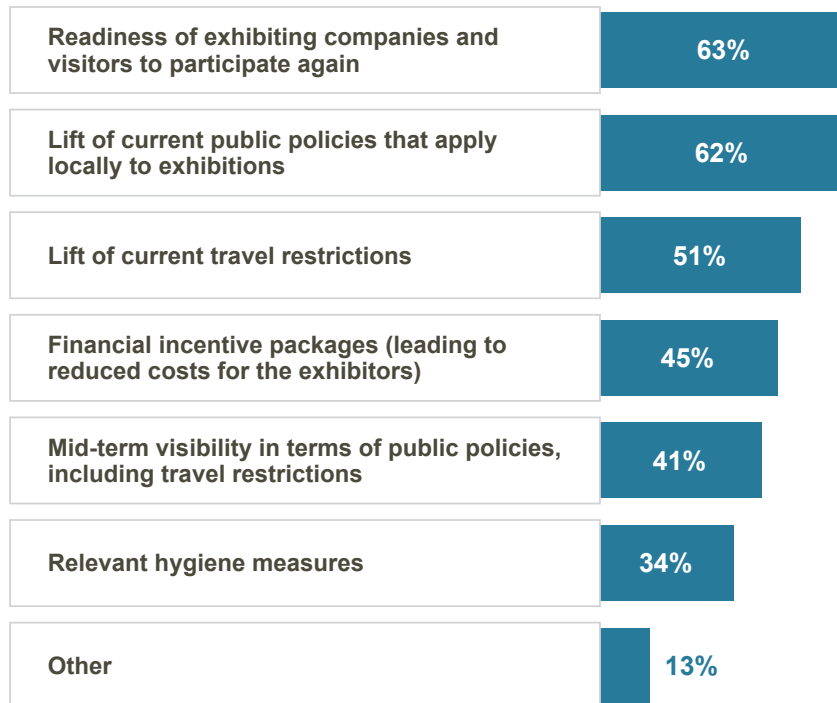 Readiness of exhibiting companies and
visitors to participate again
63%
Lift of current public policies that apply
locally to exhibitions
62%
Lift of current travel restrictions
51%
Financial incentive packages (leading to
reduced costs for the exhibitors)
45%
Mid-term visibility in terms of public policies,
including travel restrictions
41%
Relevant hygiene measures
34%
Other
13%